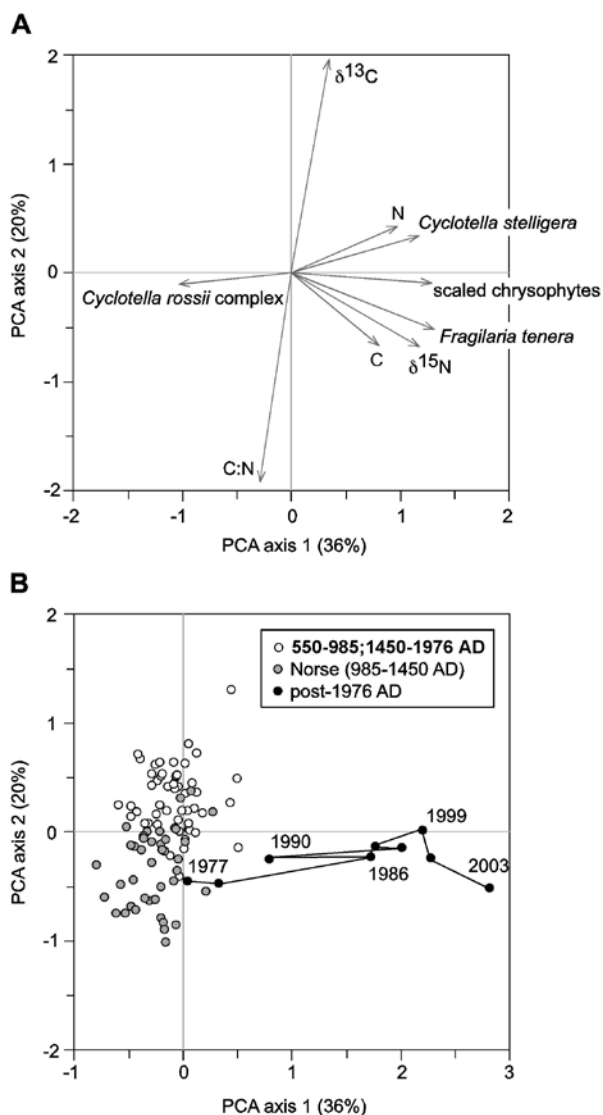 A
2
δ13C
1
N
Cyclotella stelligera
0
scaled chrysophytes
Cyclotella rossii complex
Fragilaria tenera
C
δ15N
-1
C:N
-2
-2 -1 0 1 2
PCA axis 1 (36%)
PCA axis 2 (20%)
B
2
550-985;1450-1976 AD
Norse (985-1450 AD)
post-1976 AD
1
1999
0
1990
1977
1986
2003
-1
-2
-1 0 1 2 3
PCA axis 1 (36%)
PCA axis 2 (20%)